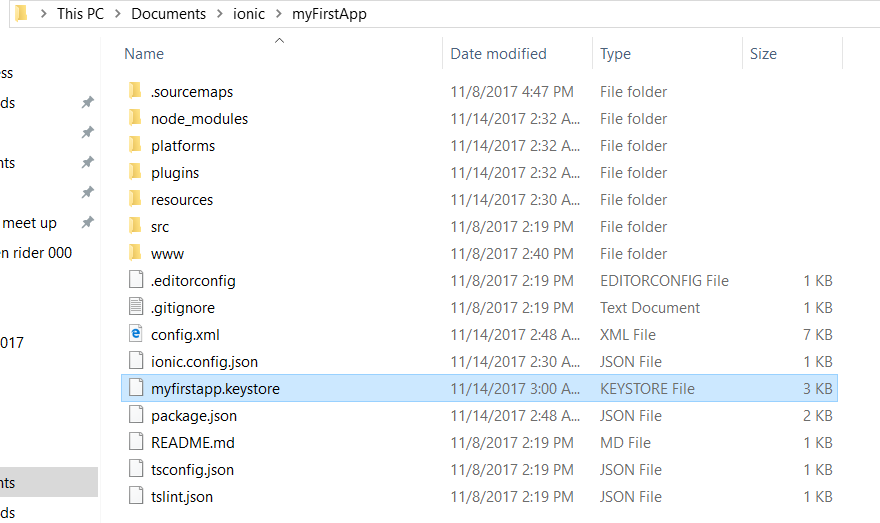 This PC > Documents > ionic > myFirstApp
Name Date modified Type Size
ess
.sourcemaps 11/8/2017 4:47 PM File folder
ds
node_modules 11/14/2017 2:32 A... File folder
platforms 11/14/2017 2:32 A... File folder
nts
plugins 11/14/2017 2:32 A... File folder
resources 11/14/2017 2:30 A... File folder
meet up
src 11/8/2017 2:19 PM File folder
en rider 000
www 11/8/2017 2:40 PM File folder
.editorconfig 11/8/2017 2:19 PM EDITORCONFIG File 1 KB
.gitignore 11/8/2017 2:19 PM Text Document 1 KB
017
config.xml 11/14/2017 2:48 A... XML File 7 KB
ionic.config.json 11/14/2017 2:30 A... JSON File 1 KB
myfirstapp.keystore 11/14/2017 3:00 A... KEYSTORE File 3 KB
package.json 11/14/2017 2:48 A... JSON File 2 KB
README.md 11/8/2017 2:19 PM MD File 1 KB
tsconfig.json 11/8/2017 2:19 PM JSON File 1 KB
nts
tslint.json 11/8/2017 2:19 PM JSON File 1 KB
ds